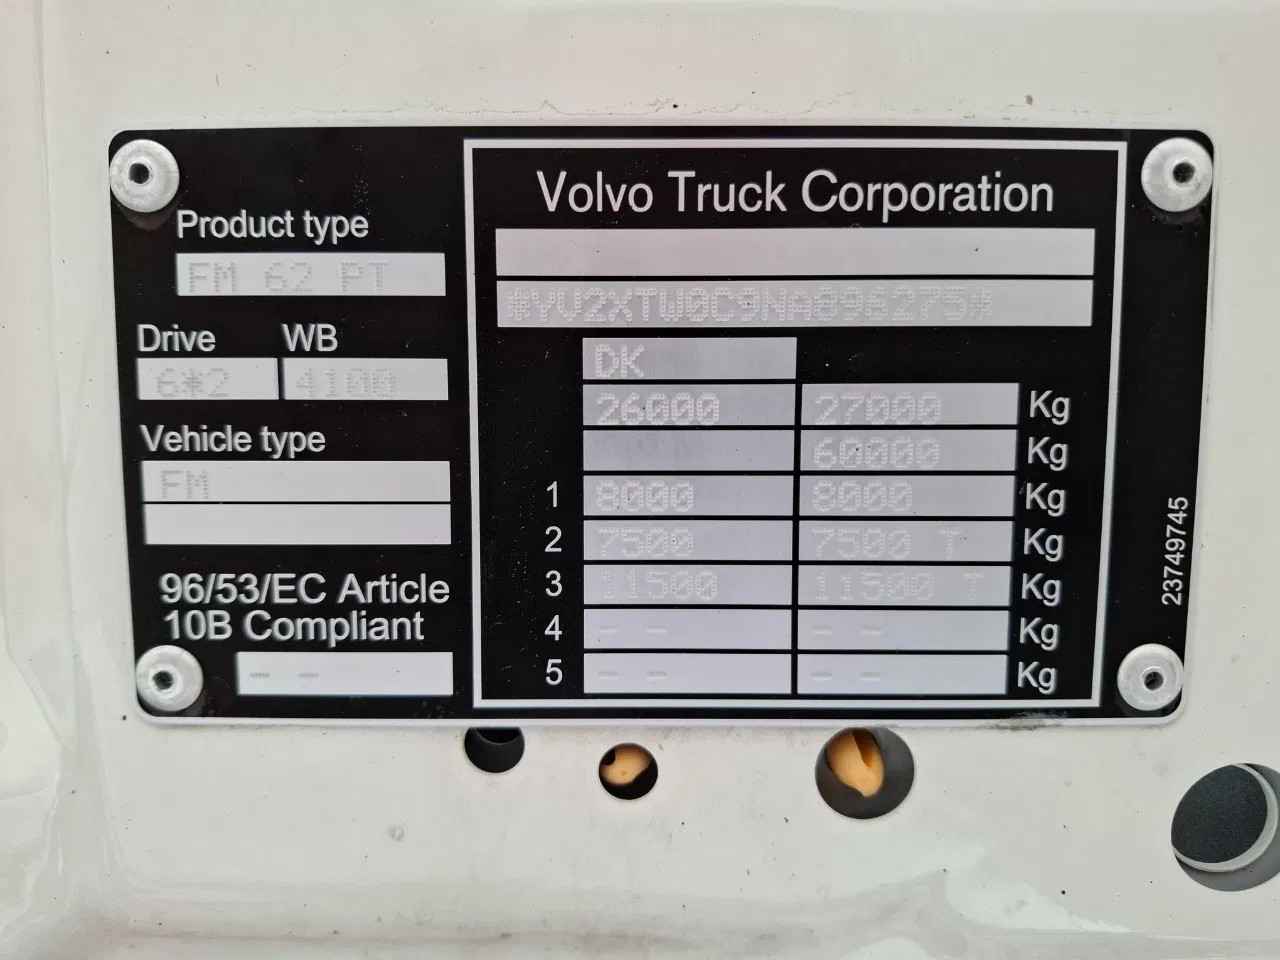 Volvo Truck Corporation
Product type
FM 62 PT
#YV2XTW0C9NA896275#
Drive WB
6*2 4100
DK
26000 27000 Kg
60000 Kg
Vehicle type
FM
1 8000 8000 Kg
2 7500 7500 T Kg
3 11500 11500 T Kg
4 - - - - Kg
5 - - - - Kg
96/53/EC Article
10B Compliant
- -
23749745